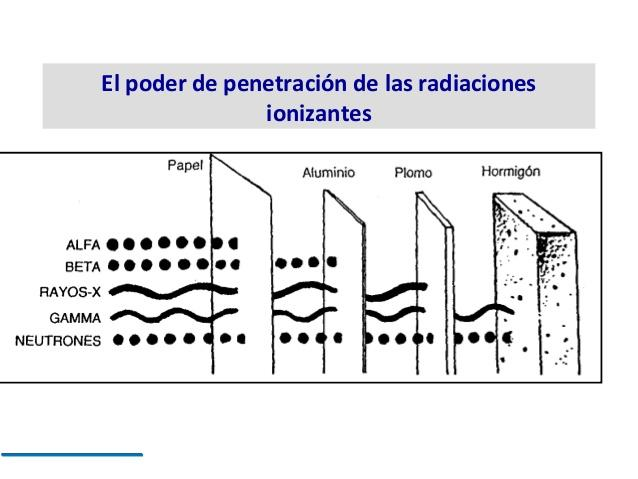 El poder de penetración de las radiaciones
ionizantes
Papel
Aluminio
Plomo
Hormigón
ALFA
BETA
RAYOS-X
GAMMA
NEUTRONES